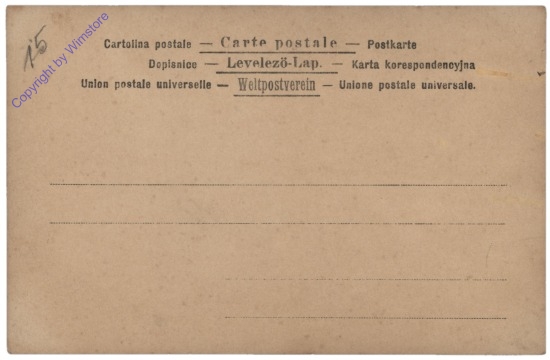 15
Copyright by Wimstore
Cartolina postale — Carte postale — Postkarte
Dopisnice — Levelező-Lap. — Karta korespondencyjna
Union postale universelle — Weltpostverein — Unione postale universale.